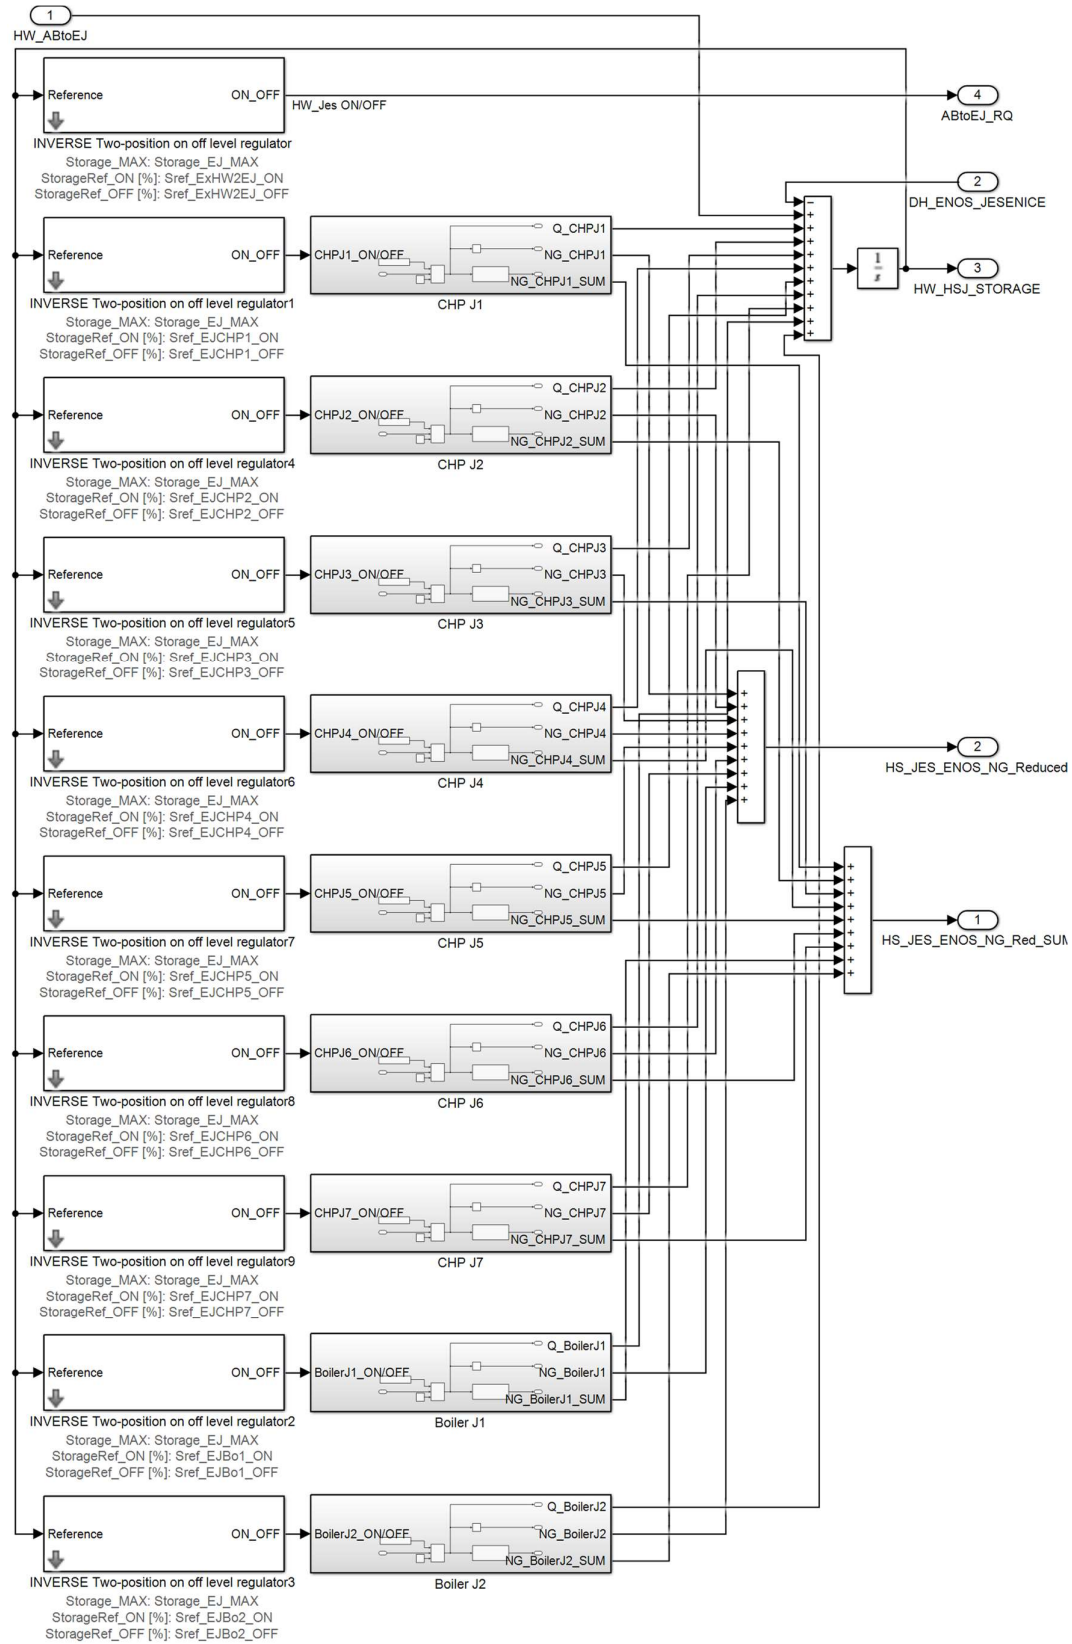 1
HW_ABtoEJ
Reference
ON_OFF
HW_Jes ON/OFF
4
ABtoEJ_RQ
INVERSE Two-position on off level regulator
Storage_MAX: Storage_EJ_MAX
StorageRef_ON [%]: Sref_ExHW2EJ_ON
StorageRef_OFF [%]: Sref_ExHW2EJ_OFF
2
DH_ENOS_JESENICE
−
+
+
+
+
+
+
+
+
+
+
1
s
3
HW_HSJ_STORAGE
Reference
ON_OFF
CHPJ1_ON/OFF
Q_CHPJ1
NG_CHPJ1
NG_CHPJ1_SUM
CHP J1
INVERSE Two-position on off level regulator1
Storage_MAX: Storage_EJ_MAX
StorageRef_ON [%]: Sref_EJCHP1_ON
StorageRef_OFF [%]: Sref_EJCHP1_OFF
Reference
ON_OFF
CHPJ2_ON/OFF
Q_CHPJ2
NG_CHPJ2
NG_CHPJ2_SUM
CHP J2
INVERSE Two-position on off level regulator4
Storage_MAX: Storage_EJ_MAX
StorageRef_ON [%]: Sref_EJCHP2_ON
StorageRef_OFF [%]: Sref_EJCHP2_OFF
Reference
ON_OFF
CHPJ3_ON/OFF
Q_CHPJ3
NG_CHPJ3
NG_CHPJ3_SUM
CHP J3
INVERSE Two-position on off level regulator5
Storage_MAX: Storage_EJ_MAX
StorageRef_ON [%]: Sref_EJCHP3_ON
StorageRef_OFF [%]: Sref_EJCHP3_OFF
Reference
ON_OFF
CHPJ4_ON/OFF
Q_CHPJ4
NG_CHPJ4
NG_CHPJ4_SUM
CHP J4
+
+
+
+
+
+
+
+
+
2
HS_JES_ENOS_NG_Reduced
INVERSE Two-position on off level regulator6
Storage_MAX: Storage_EJ_MAX
StorageRef_ON [%]: Sref_EJCHP4_ON
StorageRef_OFF [%]: Sref_EJCHP4_OFF
Reference
ON_OFF
CHPJ5_ON/OFF
Q_CHPJ5
NG_CHPJ5
NG_CHPJ5_SUM
CHP J5
+
+
+
+
+
+
+
+
+
1
HS_JES_ENOS_NG_Red_SUM
INVERSE Two-position on off level regulator7
Storage_MAX: Storage_EJ_MAX
StorageRef_ON [%]: Sref_EJCHP5_ON
StorageRef_OFF [%]: Sref_EJCHP5_OFF
Reference
ON_OFF
CHPJ6_ON/OFF
Q_CHPJ6
NG_CHPJ6
NG_CHPJ6_SUM
CHP J6
INVERSE Two-position on off level regulator8
Storage_MAX: Storage_EJ_MAX
StorageRef_ON [%]: Sref_EJCHP6_ON
StorageRef_OFF [%]: Sref_EJCHP6_OFF
Reference
ON_OFF
CHPJ7_ON/OFF
Q_CHPJ7
NG_CHPJ7
NG_CHPJ7_SUM
CHP J7
INVERSE Two-position on off level regulator9
Storage_MAX: Storage_EJ_MAX
StorageRef_ON [%]: Sref_EJCHP7_ON
StorageRef_OFF [%]: Sref_EJCHP7_OFF
Reference
ON_OFF
BoilerJ1_ON/OFF
Q_BoilerJ1
NG_BoilerJ1
NG_BoilerJ1_SUM
Boiler J1
INVERSE Two-position on off level regulator2
Storage_MAX: Storage_EJ_MAX
StorageRef_ON [%]: Sref_EJBo1_ON
StorageRef_OFF [%]: Sref_EJBo1_OFF
Reference
ON_OFF
BoilerJ2_ON/OFF
Q_BoilerJ2
NG_BoilerJ2
NG_BoilerJ2_SUM
Boiler J2
INVERSE Two-position on off level regulator3
Storage_MAX: Storage_EJ_MAX
StorageRef_ON [%]: Sref_EJBo2_ON
StorageRef_OFF [%]: Sref_EJBo2_OFF